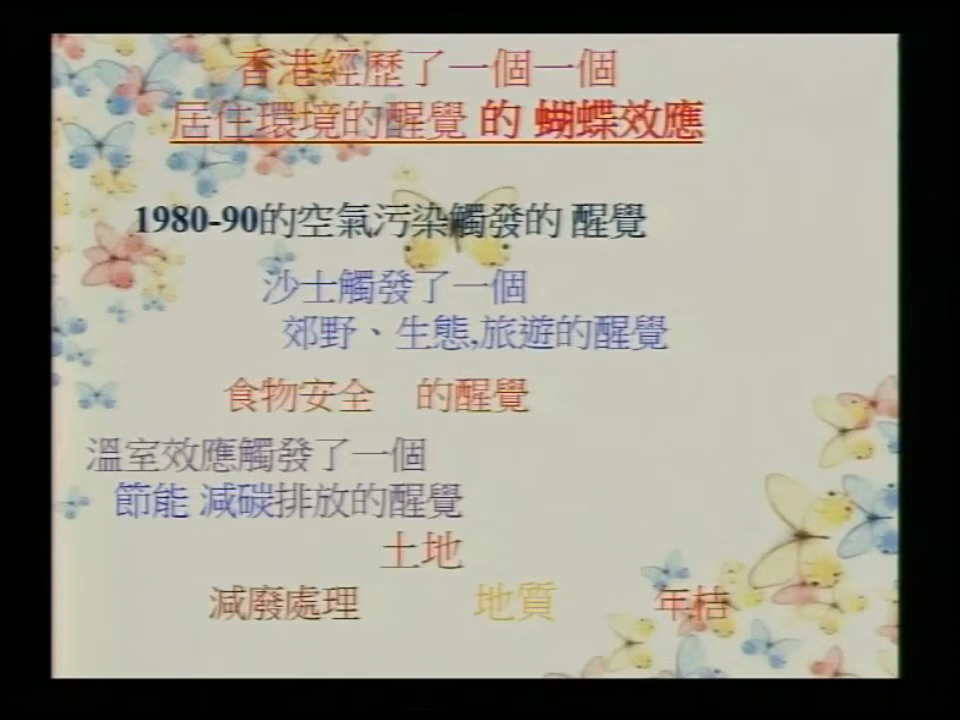 香港經歷了一個一個
居住環境的醒覺 的 蝴蝶效應
1980-90的空氣污染觸發的 醒覺
沙士觸發了一個
郊野、生態,旅遊的醒覺
食物安全 的醒覺
溫室效應觸發了一個
節能 減碳排放的醒覺
土地
減廢處理 地質 年桔